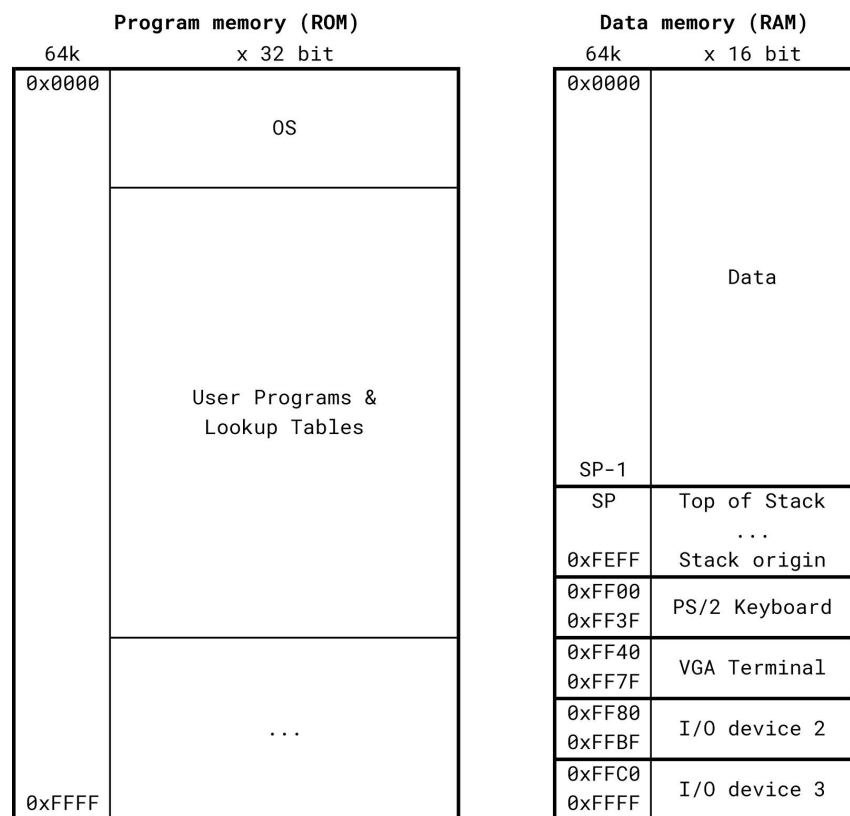 Program memory (ROM)
64k x 32 bit
0x0000
OS
User Programs &
Lookup Tables
...
0xFFFF
Data memory (RAM)
64k x 16 bit
0x0000
Data
SP-1
SP Top of Stack
...
0xFEFF Stack origin
0xFF00
PS/2 Keyboard
0xFF3F
0xFF40
VGA Terminal
0xFF7F
0xFF80
I/O device 2
0xFFBF
0xFFC0
I/O device 3
0xFFFF